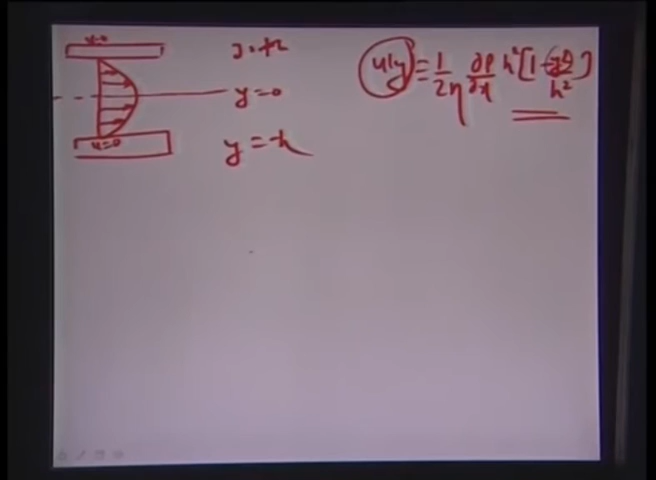 u=0
y=+h
y=0
u=0
y=-h
u(y) = 1/2η ∂p/∂x h² [1 - y²/h²]